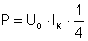 P = U₀ · Iₖ · 1/4